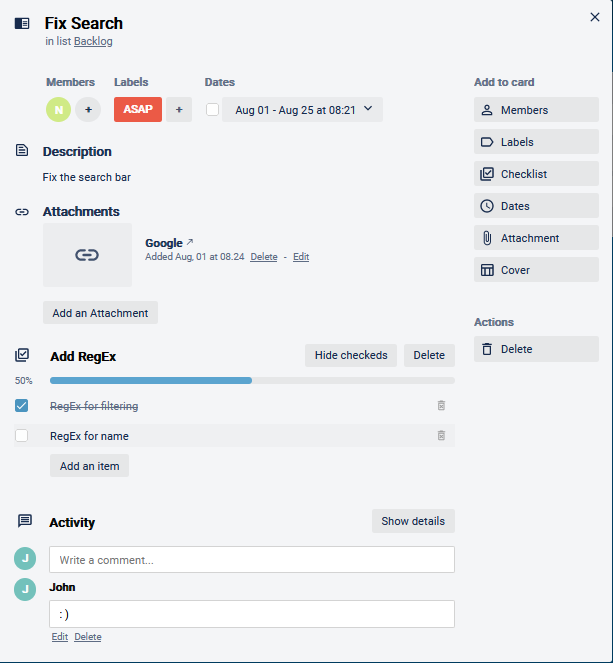 Fix Search
in list Backlog
Members Labels Dates
N + ASAP + Aug 01 - Aug 25 at 08:21
Description
Fix the search bar
Attachments
Google ↗
Added Aug, 01 at 08.24 Delete - Edit
Add an Attachment
Add RegEx Hide checkeds Delete
50%
RegEx for filtering
RegEx for name
Add an item
Activity Show details
J Write a comment...
J John
: )
Edit Delete
Add to card
Members
Labels
Checklist
Dates
Attachment
Cover
Actions
Delete